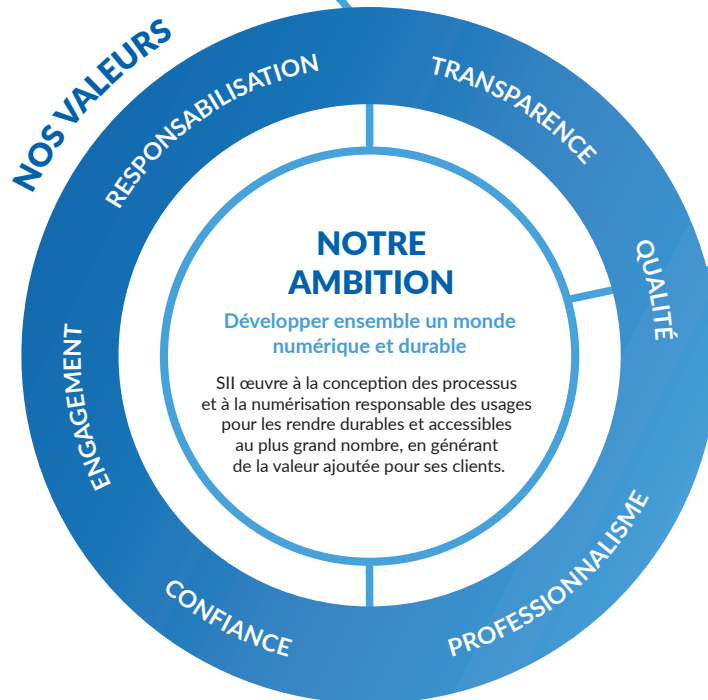 NOS VALEURS
RESPONSABILISATION
TRANSPARENCE
QUALITÉ
PROFESSIONNALISME
CONFIANCE
ENGAGEMENT
NOTRE
AMBITION
Développer ensemble un monde
numérique et durable
SII œuvre à la conception des processus
et à la numérisation responsable des usages
pour les rendre durables et accessibles
au plus grand nombre, en générant
de la valeur ajoutée pour ses clients.